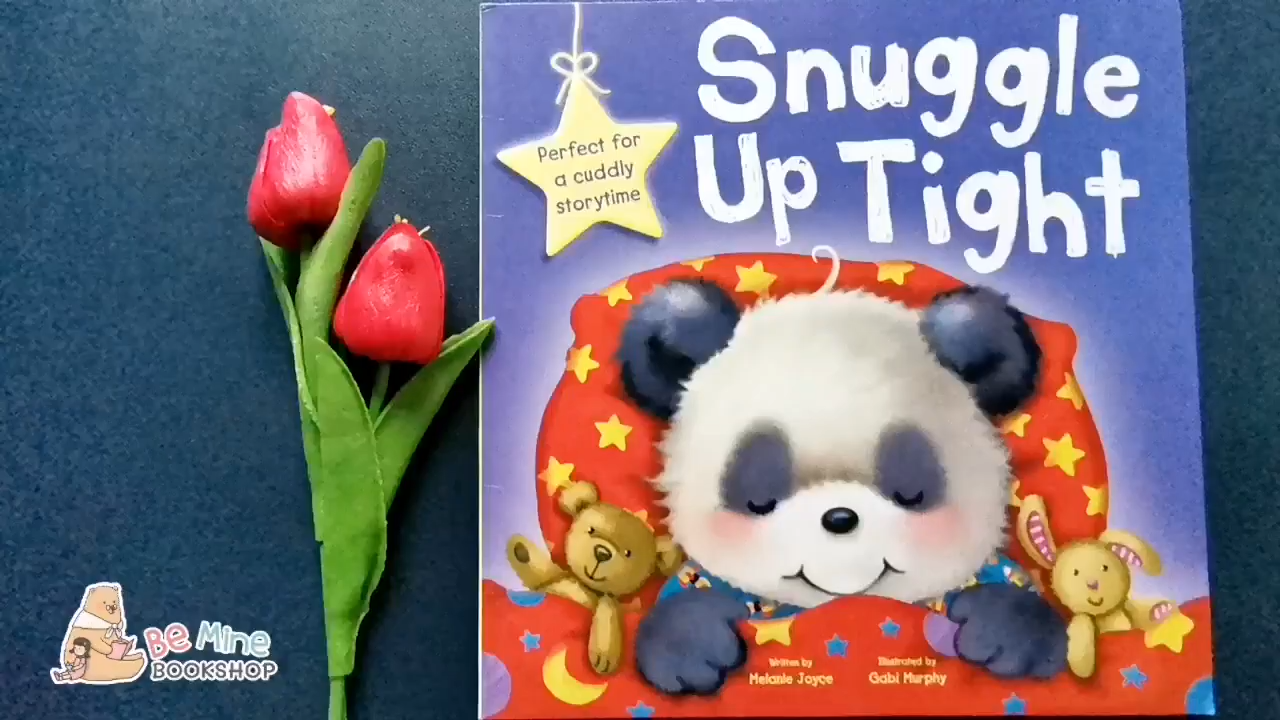 Snuggle
Up Tight
Perfect for
a cuddly
storytime
Written by
Melanie Joyce
Illustrated by
Gabi Murphy
Be Mine
BOOKSHOP